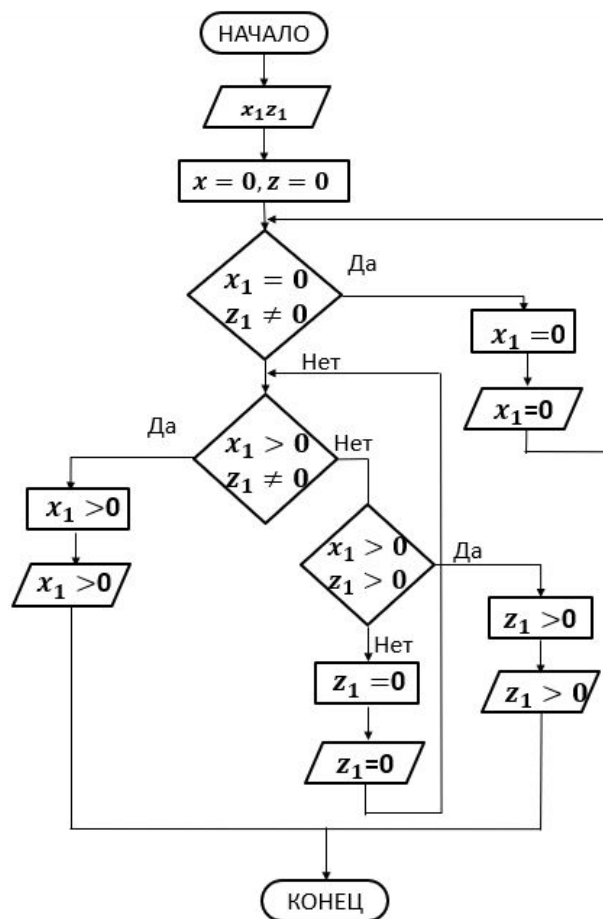 НАЧАЛО
x₁z₁
x = 0, z = 0
Да
x₁ = 0
z₁ ≠ 0
x₁ =0
Нет
x₁=0
Да
x₁ > 0
z₁ ≠ 0
Нет
x₁ >0
x₁ > 0
z₁ > 0
Да
x₁ >0
z₁ >0
Нет
z₁ =0
z₁ > 0
z₁=0
КОНЕЦ